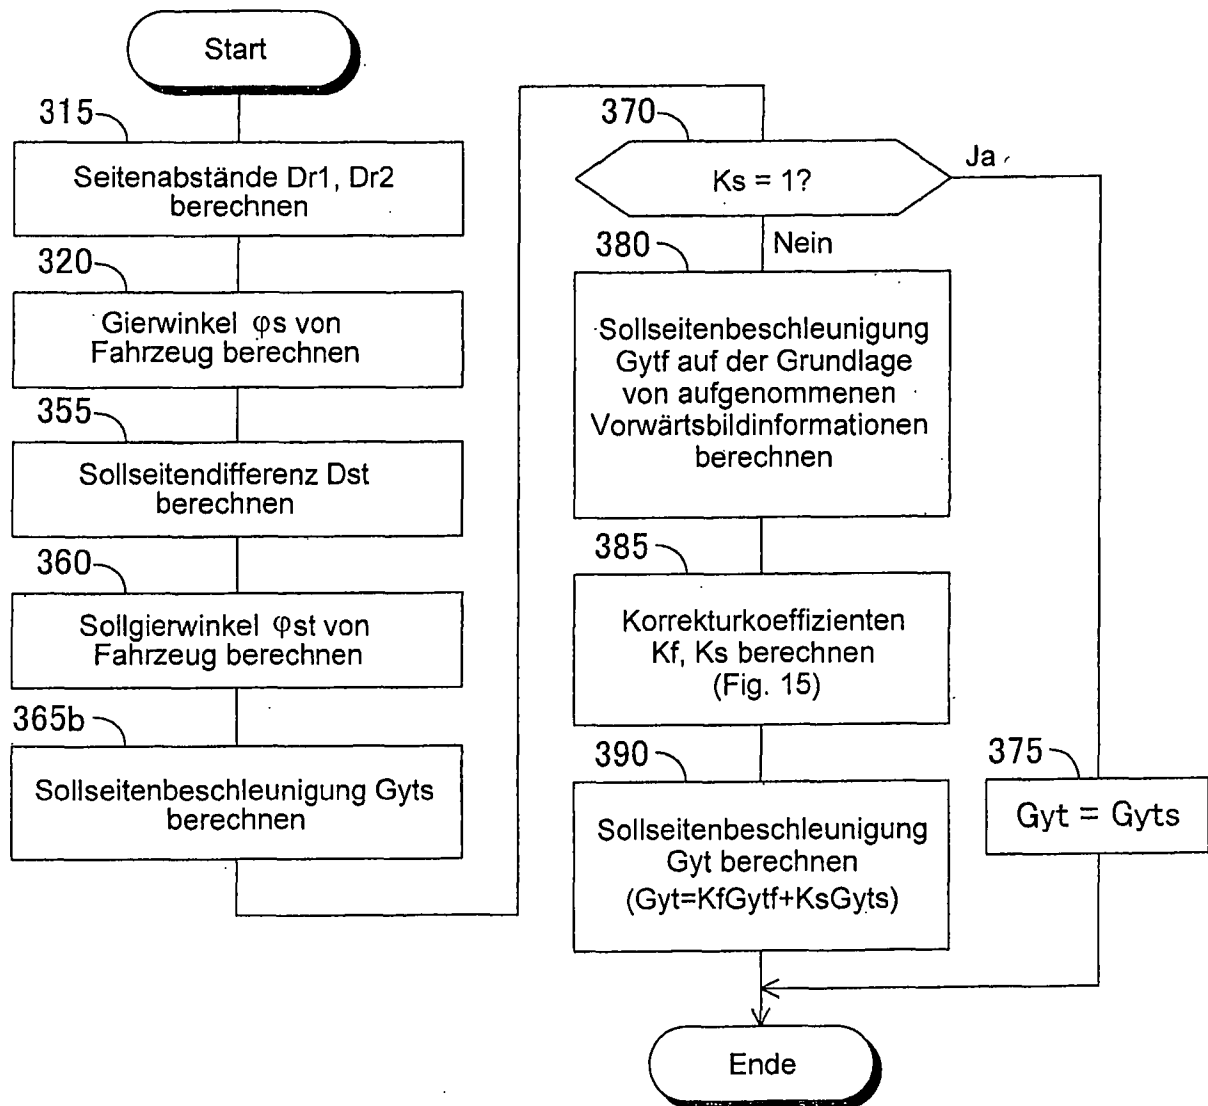 Start
315
Seitenabstände Dr1, Dr2
berechnen
320
Gierwinkel φs von
Fahrzeug berechnen
355
Sollseitendifferenz Dst
berechnen
360
Sollgierwinkel φst von
Fahrzeug berechnen
365b
Sollseitenbeschleunigung Gyts
berechnen
370
Ks = 1?
Ja
Nein
380
Sollseitenbeschleunigung
Gytf auf der Grundlage
von aufgenommenen
Vorwärtsbildinformationen
berechnen
385
Korrekturkoeffizienten
Kf, Ks berechnen
(Fig. 15)
390
Sollseitenbeschleunigung
Gyt berechnen
(Gyt=KfGytf+KsGyts)
375
Gyt = Gyts
Ende